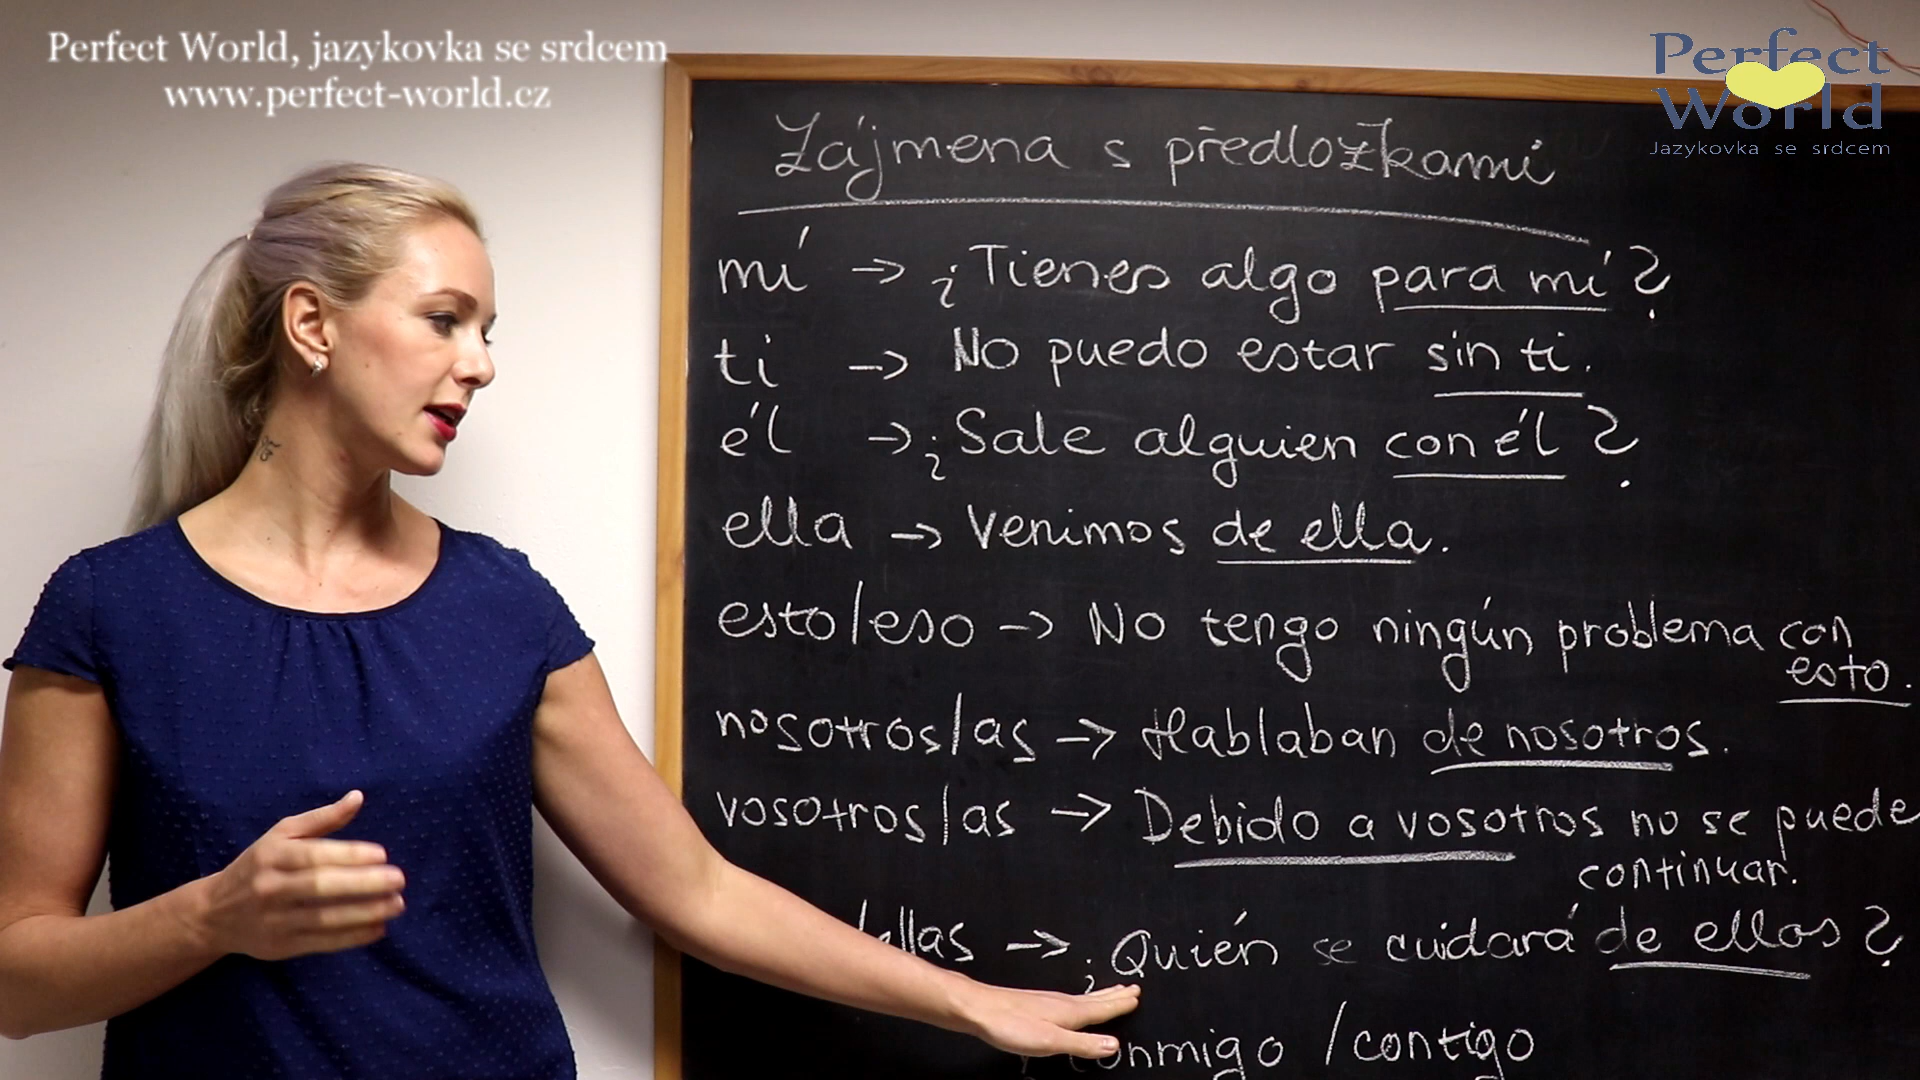 Perfect World, jazykovka se srdcem
www.perfect-world.cz
Perfect
World
Jazykovka se srdcem
Zájmena s předložkami
mí → ¿Tienes algo para mí?
ti → No puedo estar sin ti.
él → ¿Sale alguien con él?
ella → Venimos de ella.
esto/eso → No tengo ningún problema con
esto.
nosotros/as → Hablaban de nosotros.
vosotros/as → Debido a vosotros no se puede
continuar.
/ellas → ¿Quién se cuidará de ellos?
conmigo / contigo